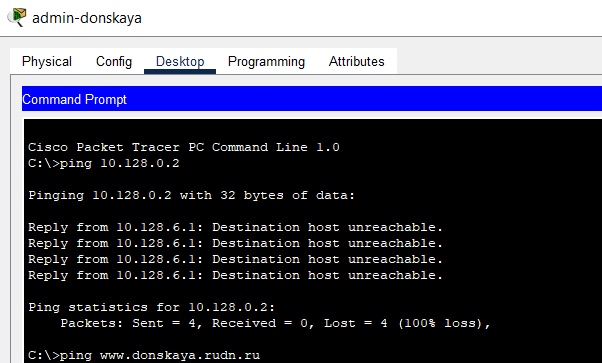 admin-donskaya
Physical Config Desktop Programming Attributes
Command Prompt
Cisco Packet Tracer PC Command Line 1.0
C:\>ping 10.128.0.2
Pinging 10.128.0.2 with 32 bytes of data:
Reply from 10.128.6.1: Destination host unreachable.
Reply from 10.128.6.1: Destination host unreachable.
Reply from 10.128.6.1: Destination host unreachable.
Reply from 10.128.6.1: Destination host unreachable.
Ping statistics for 10.128.0.2:
Packets: Sent = 4, Received = 0, Lost = 4 (100% loss),
C:\>ping www.donskaya.rudn.ru